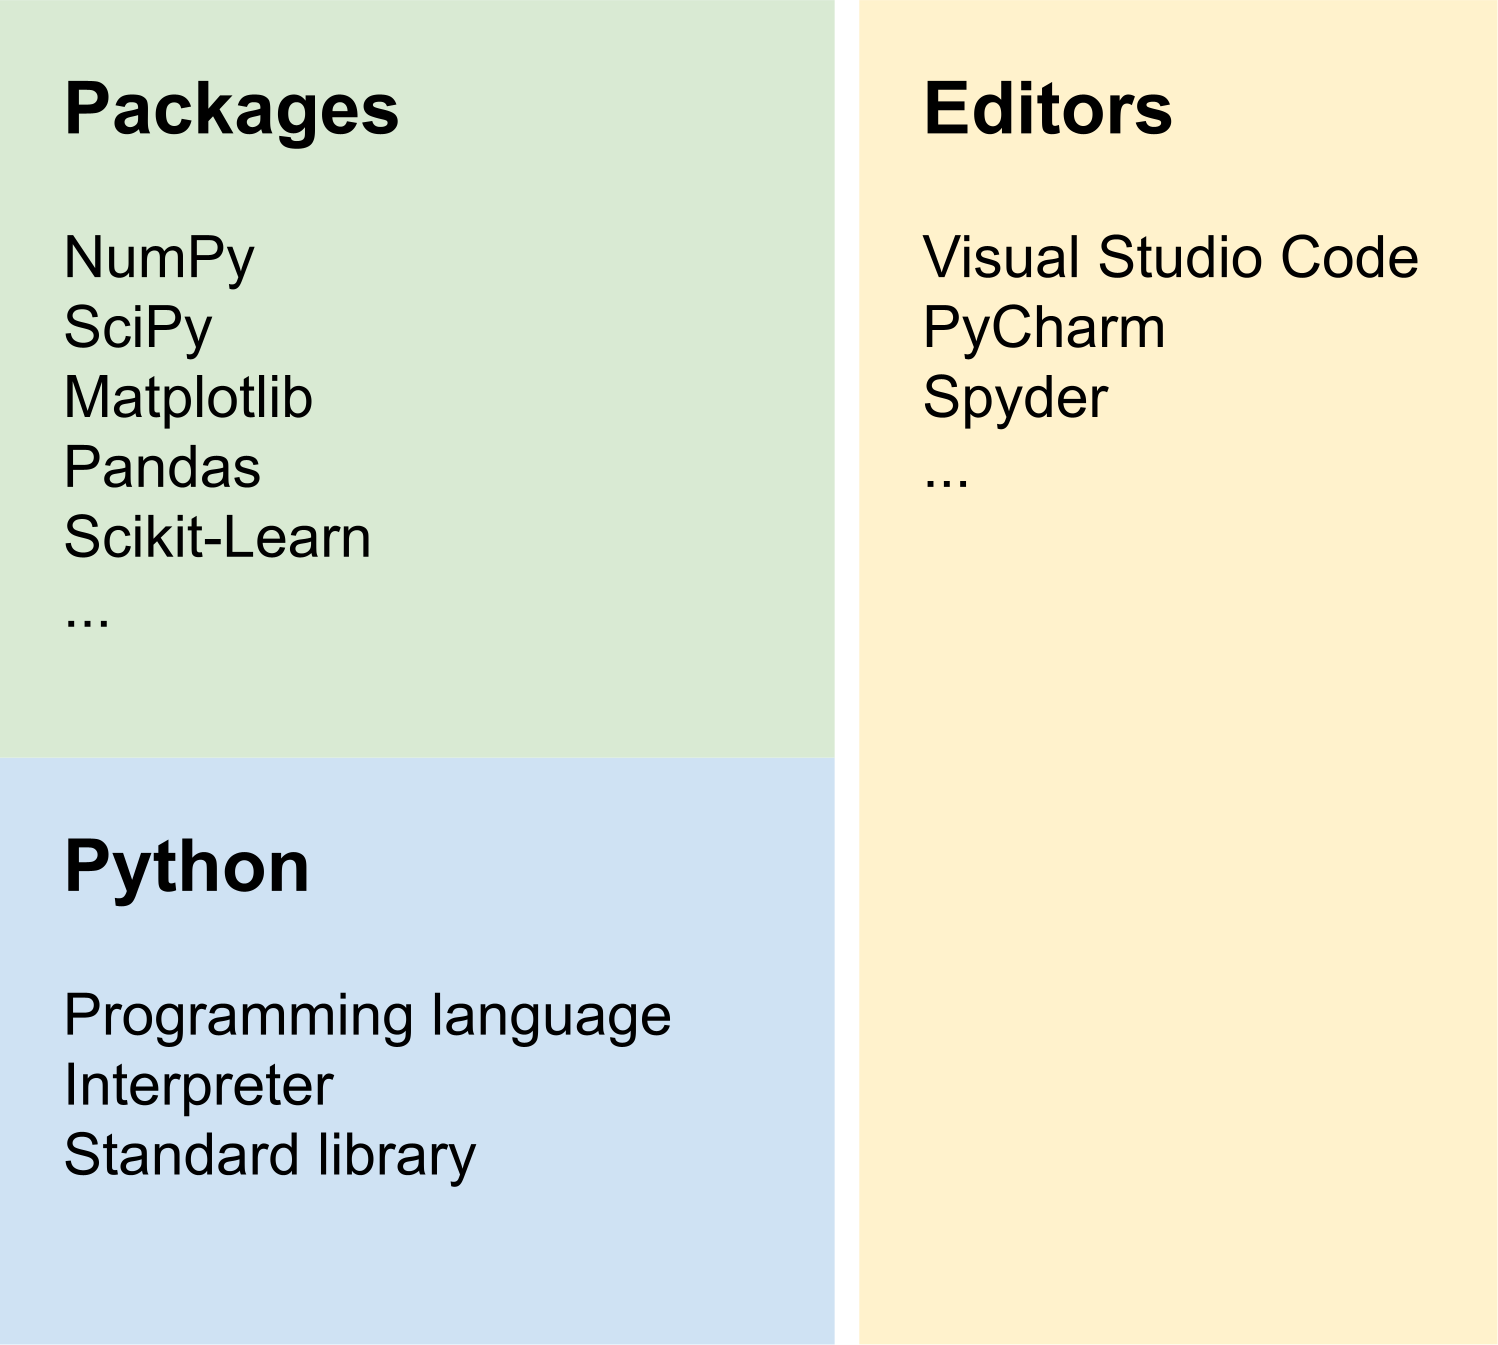 Packages
NumPy
SciPy
Matplotlib
Pandas
Scikit-Learn
...
Python
Programming language
Interpreter
Standard library
Editors
Visual Studio Code
PyCharm
Spyder
...